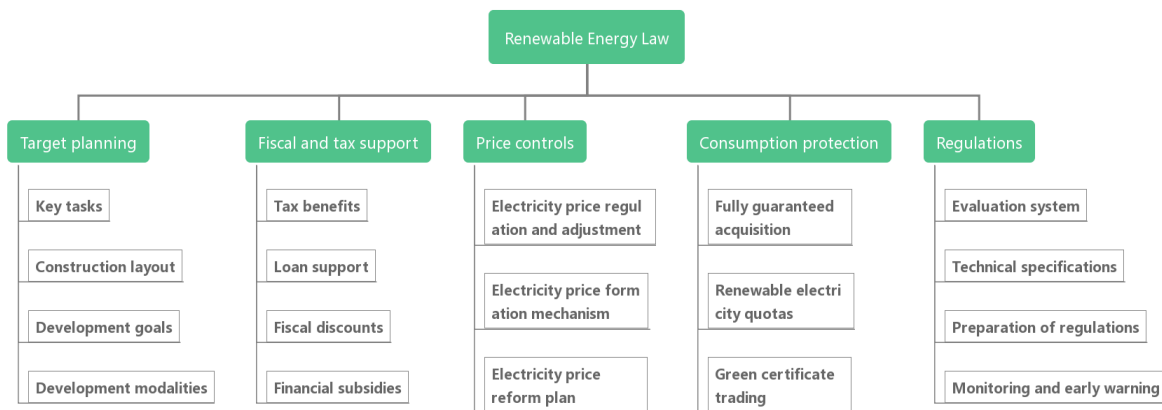 Renewable Energy Law
Target planning
Key tasks
Construction layout
Development goals
Development modalities
Fiscal and tax support
Tax benefits
Loan support
Fiscal discounts
Financial subsidies
Price controls
Electricity price regul
ation and adjustment
Electricity price form
ation mechanism
Electricity price
reform plan
Consumption protection
Fully guaranteed
acquisition
Renewable electri
city quotas
Green certificate
trading
Regulations
Evaluation system
Technical specifications
Preparation of regulations
Monitoring and early warning